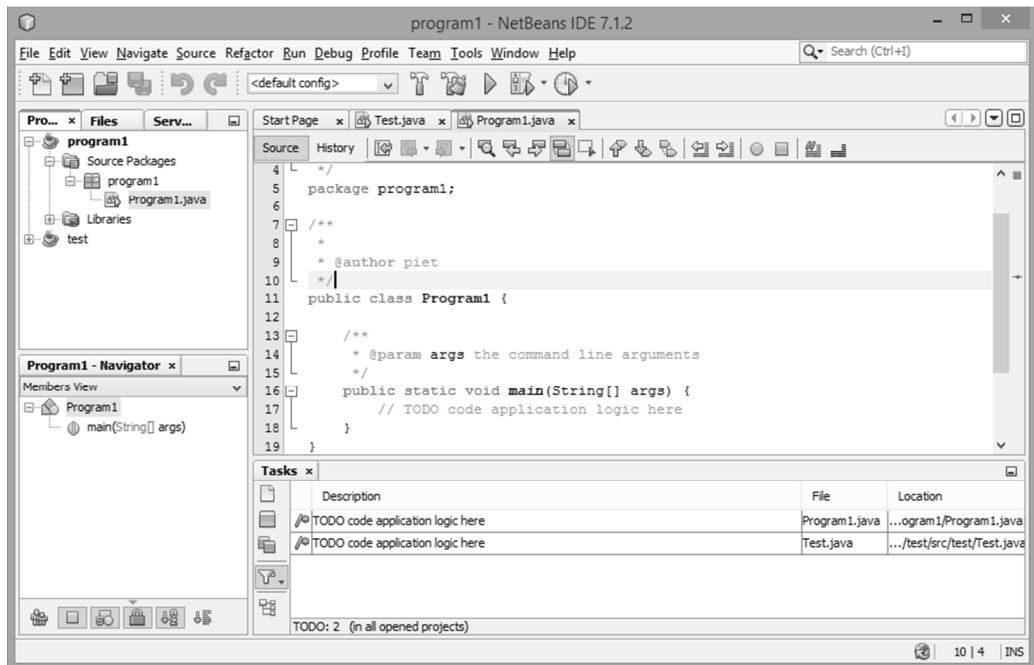 program1 - NetBeans IDE 7.1.2
File Edit View Navigate Source Refactor Run Debug Profile Team Tools Window Help
Search (Ctrl+I)
<default config>
Pro... x Files Serv...
program1
Source Packages
program1
Program1.java
Libraries
test
Program1 - Navigator x
Members View
Program1
main(String[] args)
Start Page x Test.java x Program1.java x
Source History
4 */
5 package program1;
6
7 /**
8 *
9 * @author piet
10 */
11 public class Program1 {
12
13 /**
14 * @param args the command line arguments
15 */
16 public static void main(String[] args) {
17 // TODO code application logic here
18 }
19 }
Tasks x
Description File Location
TODO code application logic here Program1.java ...ogram1/Program1.java
TODO code application logic here Test.java .../test/src/test/Test.java
TODO: 2 (in all opened projects)
10 | 4 INS